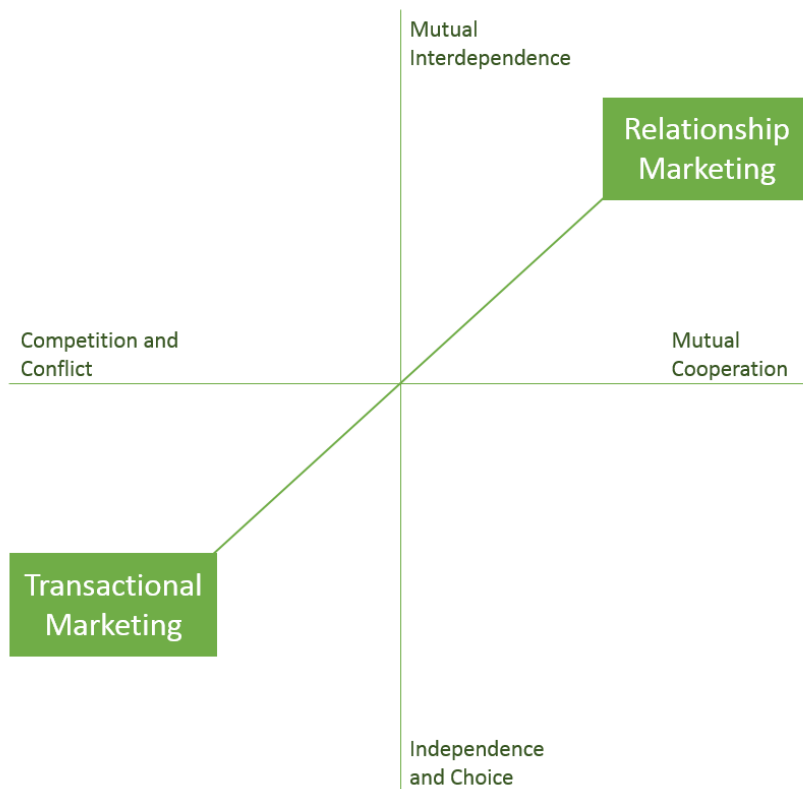 Mutual
Interdependence
Relationship
Marketing
Competition and
Conflict
Mutual
Cooperation
Transactional
Marketing
Independence
and Choice